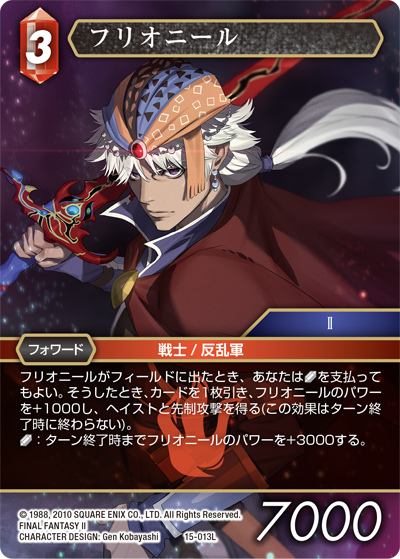 3
フリオニール
II
フォワード
戦士 / 反乱軍
フリオニールがフィールドに出たとき、あなたはを支払って
もよい。そうしたとき、カードを1枚引き、フリオニールのパワー
を+1000し、ヘイストと先制攻撃を得る(この効果はターン終
了時に終わらない)。
：ターン終了時までフリオニールのパワーを+3000する。
© 1988, 2010 SQUARE ENIX CO., LTD. All Rights Reserved.
FINAL FANTASY II
CHARACTER DESIGN: Gen Kobayashi
15-013L
7000